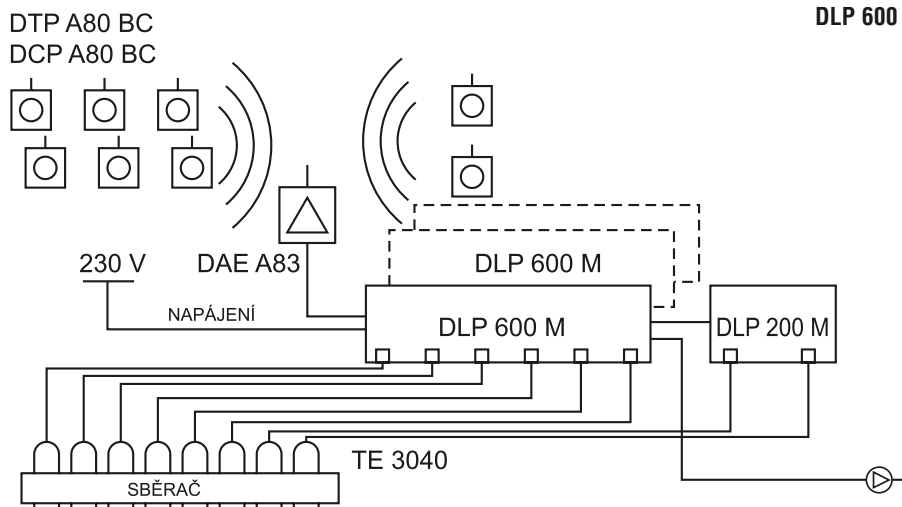 DLP 600
DTP A80 BC
DCP A80 BC
230 V
DAE A83
DLP 600 M
NAPÁJENÍ
DLP 600 M
DLP 200 M
TE 3040
SBĚRAČ